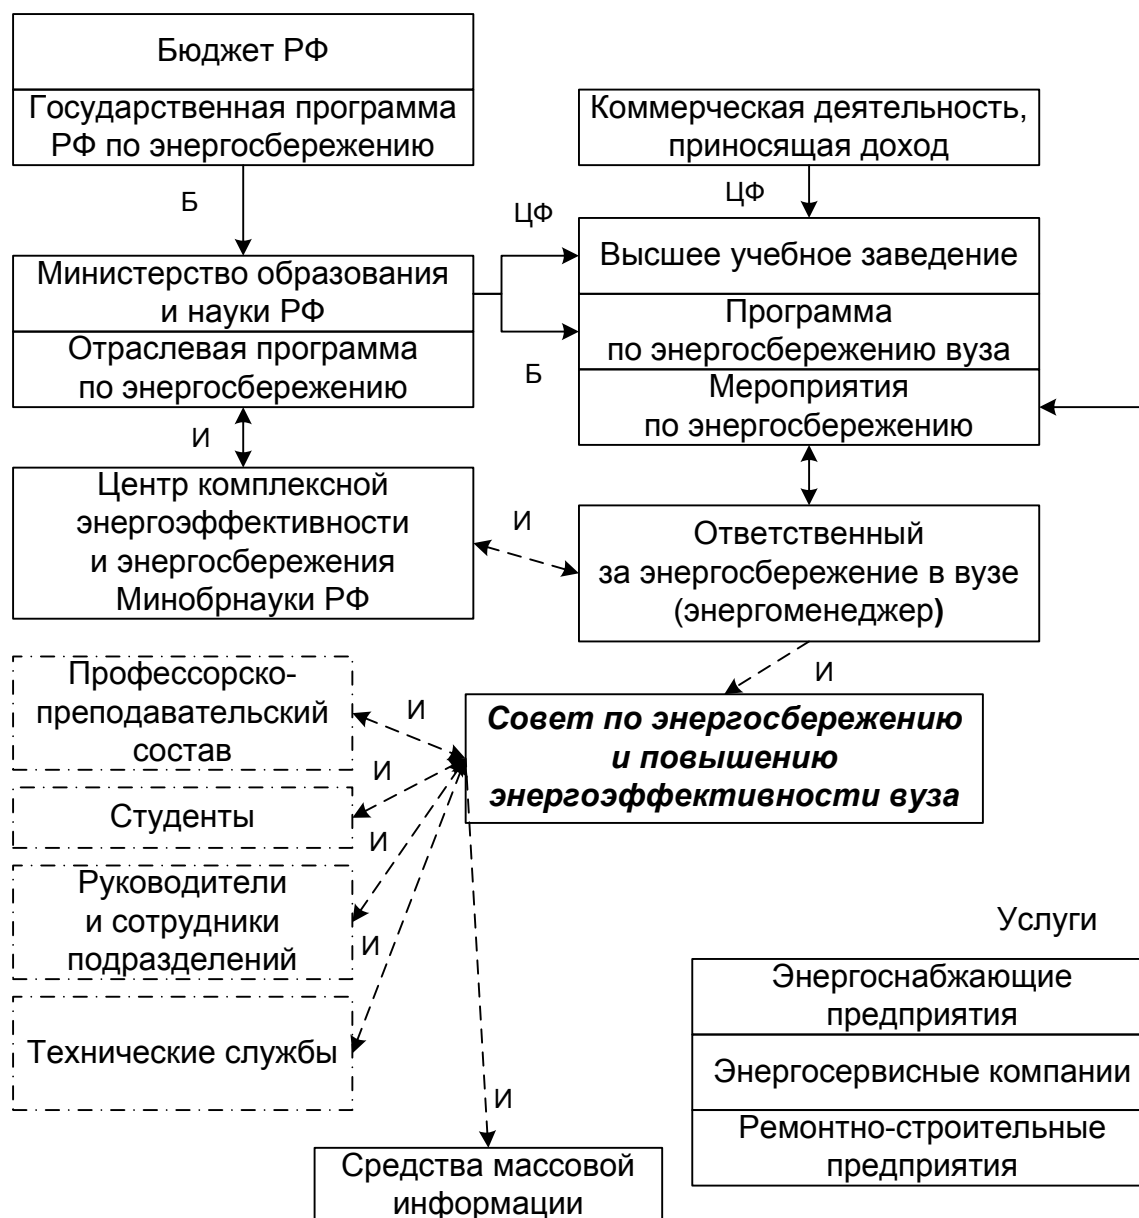 Бюджет РФ
Государственная программа
РФ по энергосбережению
Коммерческая деятельность,
приносящая доход
Б
ЦФ
ЦФ
Министерство образования
и науки РФ
Отраслевая программа
по энергосбережению
Высшее учебное заведение
Программа
по энергосбережению вуза
Б
Мероприятия
по энергосбережению
И
Центр комплексной
энергоэффективности
и энергосбережения
Минобрнауки РФ
И
Ответственный
за энергосбережение в вузе
(энергоменеджер)
И
Профессорско-
преподавательский
состав
И
Совет по энергосбережению
и повышению
энергоэффективности вуза
И
Студенты
И
Руководители
и сотрудники
подразделений
И
Технические службы
Услуги
Энергоснабжающие
предприятия
Энергосервисные компании
Ремонтно-строительные
предприятия
И
Средства массовой
информации